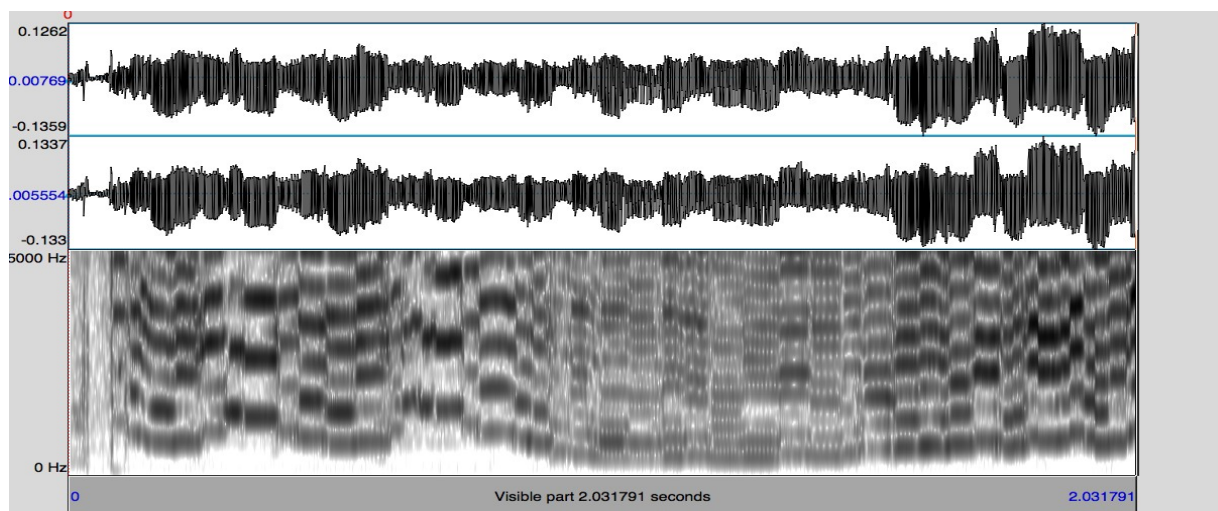 0
0.1262
0.00769
-0.1359
0.1337
.005554
-0.133
5000 Hz
0 Hz
0 Visible part 2.031791 seconds 2.031791